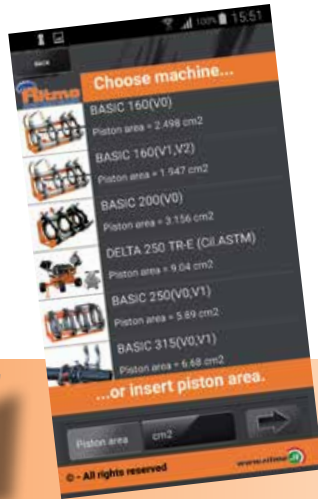 100% 15:51
BACK
Ritmo
Choose machine...
BASIC 160(V0)
Piston area = 2.498 cm2
BASIC 160(V1,V2)
Piston area = 1.947 cm2
BASIC 200(V0)
Piston area = 3.156 cm2
DELTA 250 TR-E (Cil.ASTM)
Piston area = 9.04 cm2
BASIC 250(V0,V1)
Piston area = 5.89 cm2
BASIC 315(V0,V1)
Piston area = 6.68 cm2
...or insert piston area.
Piston area cm2
© - All rights reserved